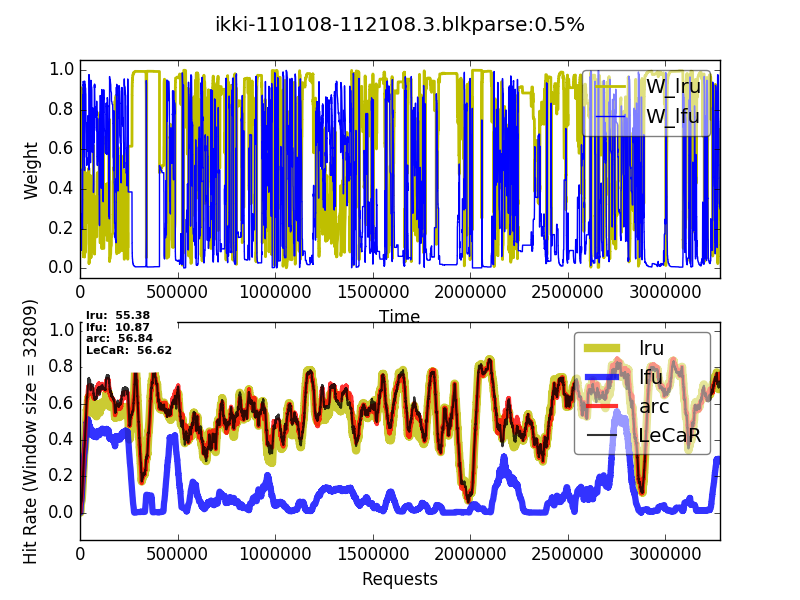 ikki-110108-112108.3.blkparse:0.5%
1.0
0.8
0.6
0.4
0.2
0.0
Weight
W_lru
W_lfu
0 500000 1000000 1500000 2000000 2500000 3000000
Time
lru: 55.38
lfu: 10.87
arc: 56.84
LeCaR: 56.62
1.0
0.8
0.6
0.4
0.2
0.0
Hit Rate (Window size = 32809)
lru
lfu
arc
LeCaR
0 500000 1000000 1500000 2000000 2500000 3000000
Requests